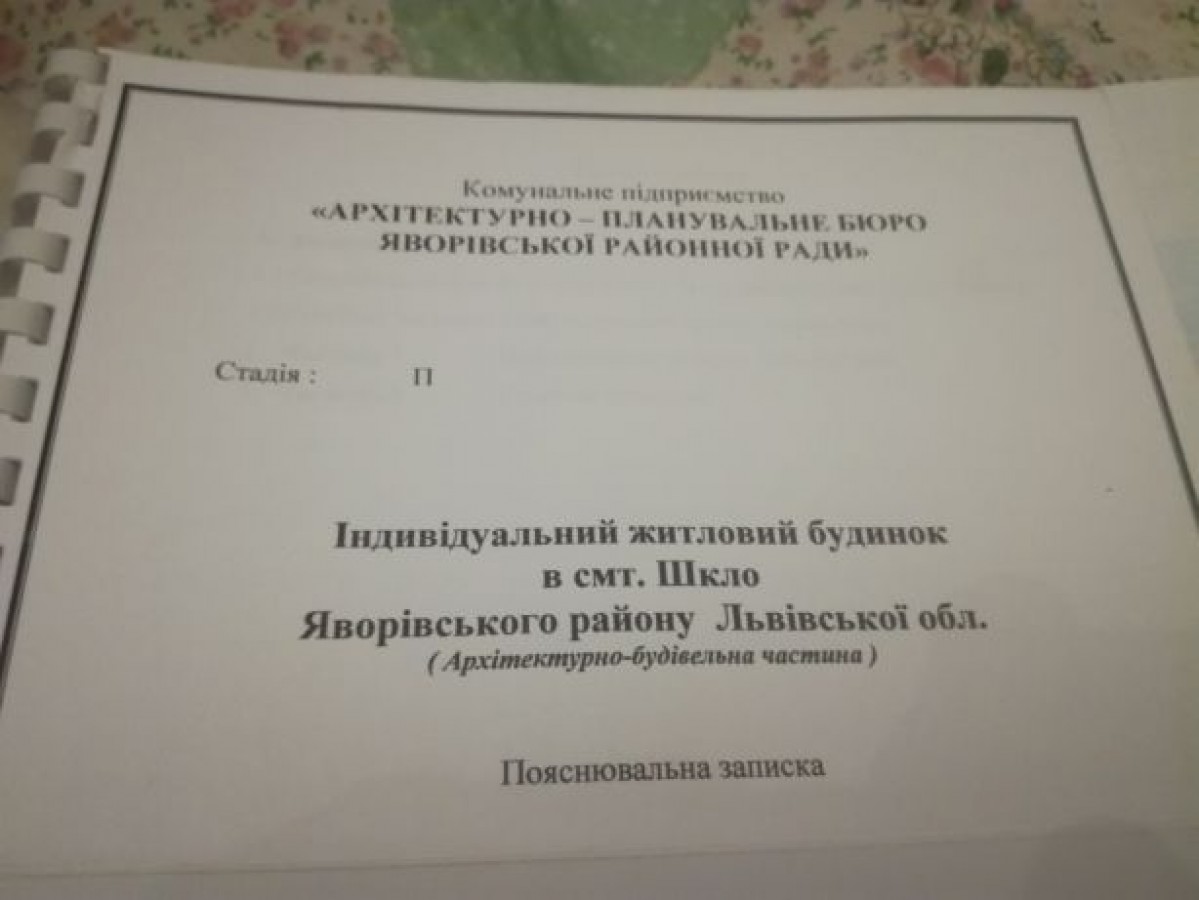 Комунальне підприємство
«АРХІТЕКТУРНО – ПЛАНУВАЛЬНЕ БЮРО
ЯВОРІВСЬКОЇ РАЙОННОЇ РАДИ»
Стадія : П
Індивідуальний житловий будинок
в смт. Шкло
Яворівського району Львівської обл.
( Архітектурно-будівельна частина )
Пояснювальна записка